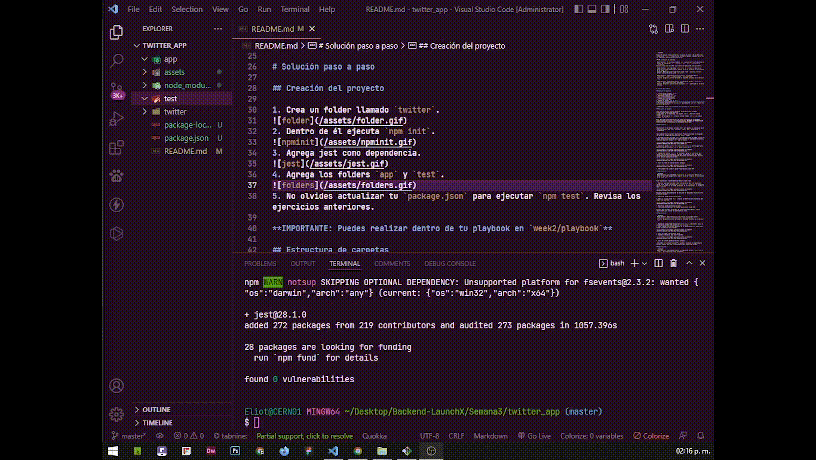 File Edit Selection View Go Run Terminal Help README.md - twitter_app - Visual Studio Code [Administrator]
EXPLORER
README.md M
TWITTER_APP
README.md > # Solución paso a paso > ## Creación del proyecto
app
assets
node_modu...
test
twitter
package-loc...
package.json
README.md M
3K+
25
26 # Solución paso a paso
27
28 ## Creación del proyecto
29
30 1. Crea un folder llamado `twitter`.
31 ![folder](/assets/folder.gif)
32 2. Dentro de él ejecuta `npm init`.
33 ![npminit](/assets/npminit.gif)
34 3. Agrega jest como dependencia.
35 ![jest](/assets/jest.gif)
36 4. Agrega los folders `app` y `test`.
37 ![folders](/assets/folders.gif)
38 5. No olvides actualizar tu `package.json` para ejecutar `npm test`. Revisa los
ejercicios anteriores.
39
40 **IMPORTANTE: Puedes realizar dentro de tu playbook en `week2/playbook`**
41
42 ## Estructura de carpetas
PROBLEMS OUTPUT TERMINAL COMMENTS DEBUG CONSOLE
bash
npm WARN notsup SKIPPING OPTIONAL DEPENDENCY: Unsupported platform for fsevents@2.3.2: wanted {
"os":"darwin","arch":"any"} (current: {"os":"win32","arch":"x64"})
+ jest@28.1.0
added 272 packages from 219 contributors and audited 273 packages in 1057.396s
28 packages are looking for funding
run `npm fund` for details
found 0 vulnerabilities
Eliot@CERN01 MINGW64 ~/Desktop/Backend-LaunchX/Semana3/twitter_app (master)
$
OUTLINE
TIMELINE
master* 0 0 tabnine: Partial support, click to resolve Quokka UTF-8 CRLF Markdown Go Live Colorize: 0 variables Colorize
02:16 p. m.